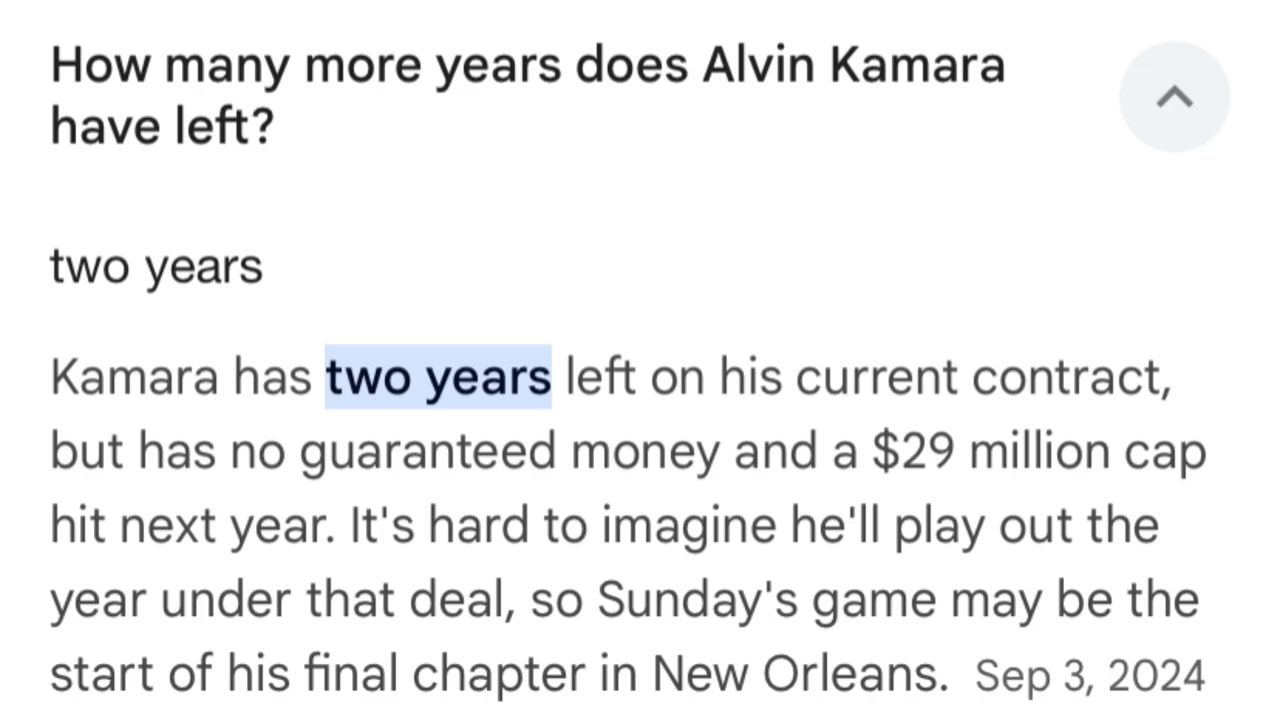 How many more years does Alvin Kamara
have left?
two years
Kamara has two years left on his current contract,
but has no guaranteed money and a $29 million cap
hit next year. It's hard to imagine he'll play out the
year under that deal, so Sunday's game may be the
start of his final chapter in New Orleans. Sep 3, 2024